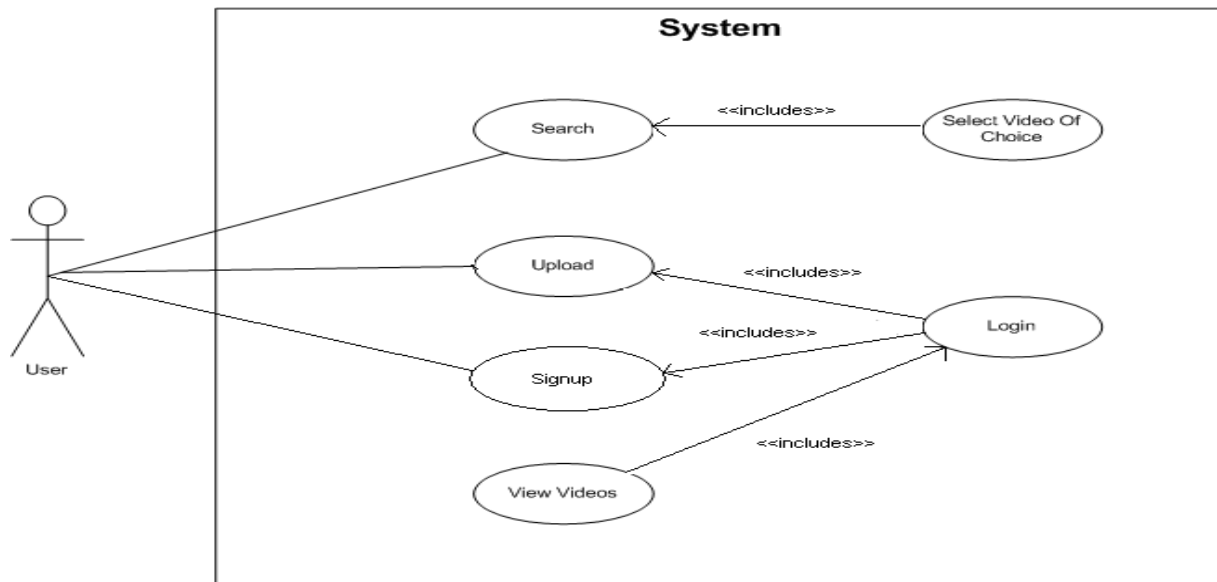 System
<<includes>>
Search
Select Video Of
Choice
Upload
<<includes>>
Login
<<includes>>
User
Signup
<<includes>>
View Videos